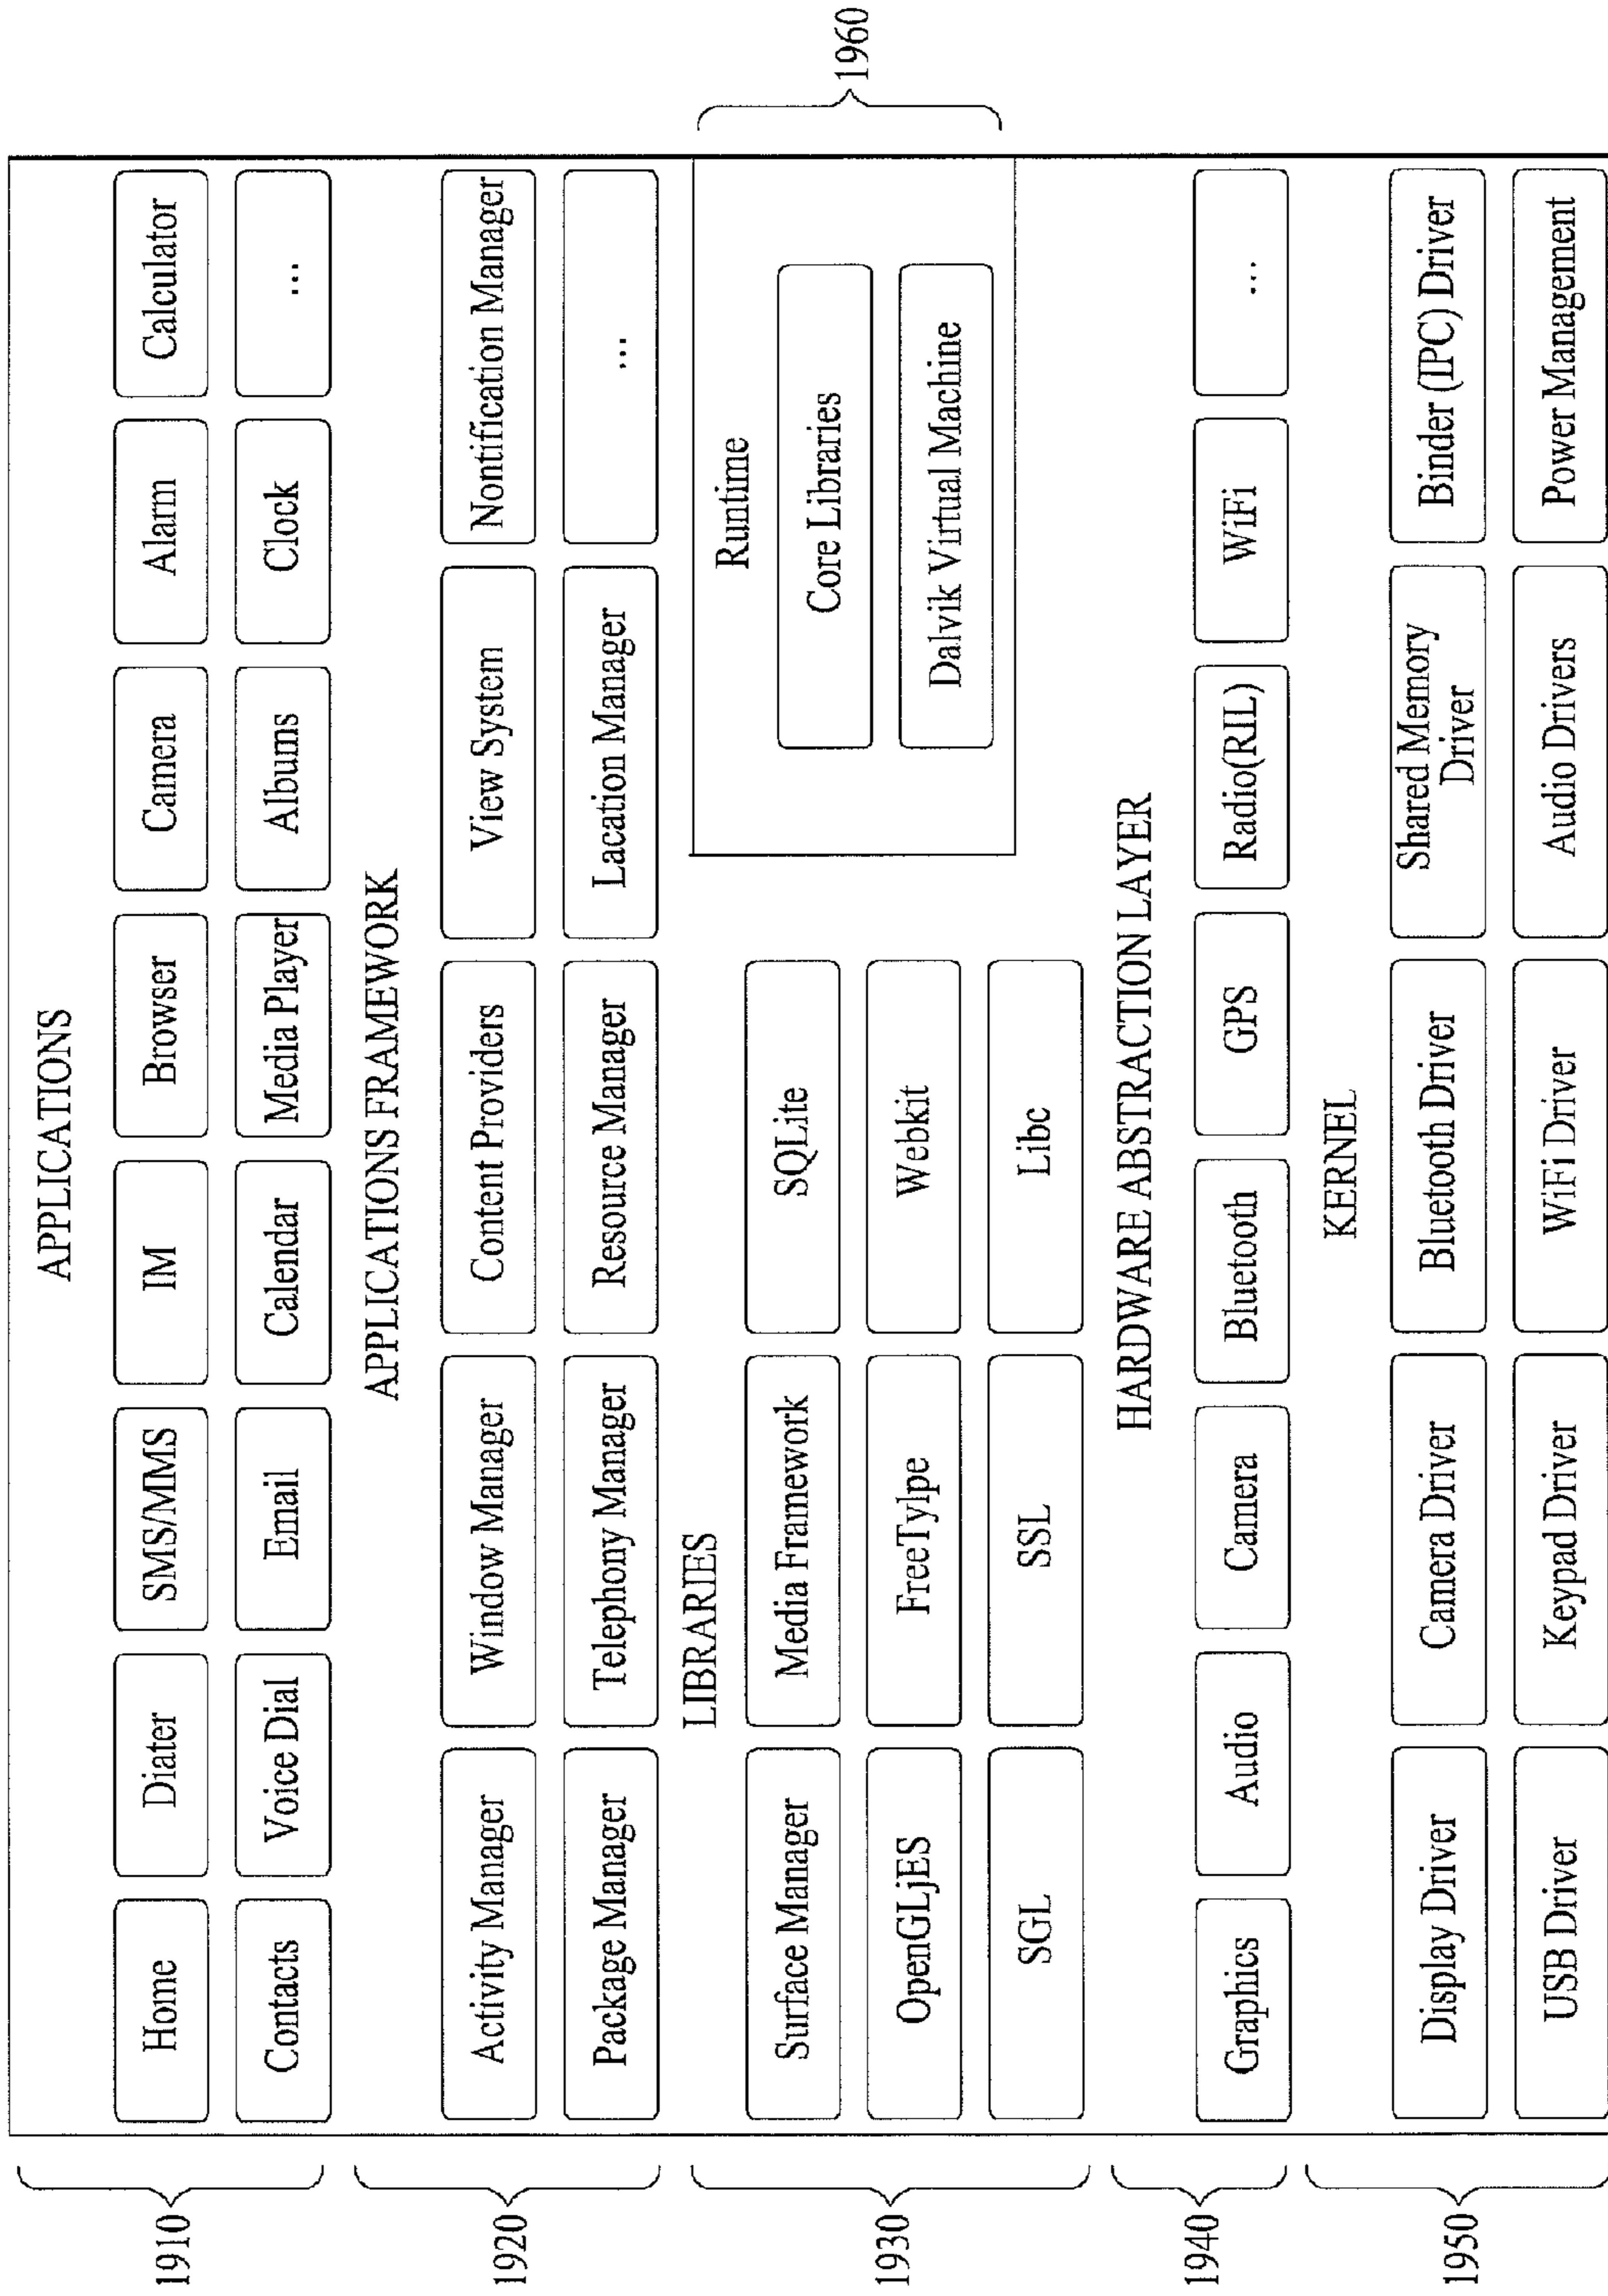 APPLICATIONS
1910
Home
Diater
SMS/MMS
IM
Browser
Camera
Alarm
Calculator
Contacts
Voice Dial
Email
Calendar
Media Player
Albums
Clock
...
APPLICATIONS FRAMEWORK
1920
Activity Manager
Window Manager
Content Providers
View System
Nontification Manager
Package Manager
Telephony Manager
Resource Manager
Lacation Manager
...
LIBRARIES
1930
Surface Manager
Media Framework
SQLite
OpenGLjES
FreeTylpe
Webkit
SGL
SSL
Libc
Runtime
Core Libraries
Dalvik Virtual Machine
1960
HARDWARE ABSTRACTION LAYER
1940
Graphics
Audio
Camera
Bluetooth
GPS
Radio(RIL)
WiFi
...
KERNEL
1950
Display Driver
Camera Driver
Bluetooth Driver
Shared Memory
Driver
Binder (IPC) Driver
USB Driver
Keypad Driver
WiFi Driver
Audio Drivers
Power Management